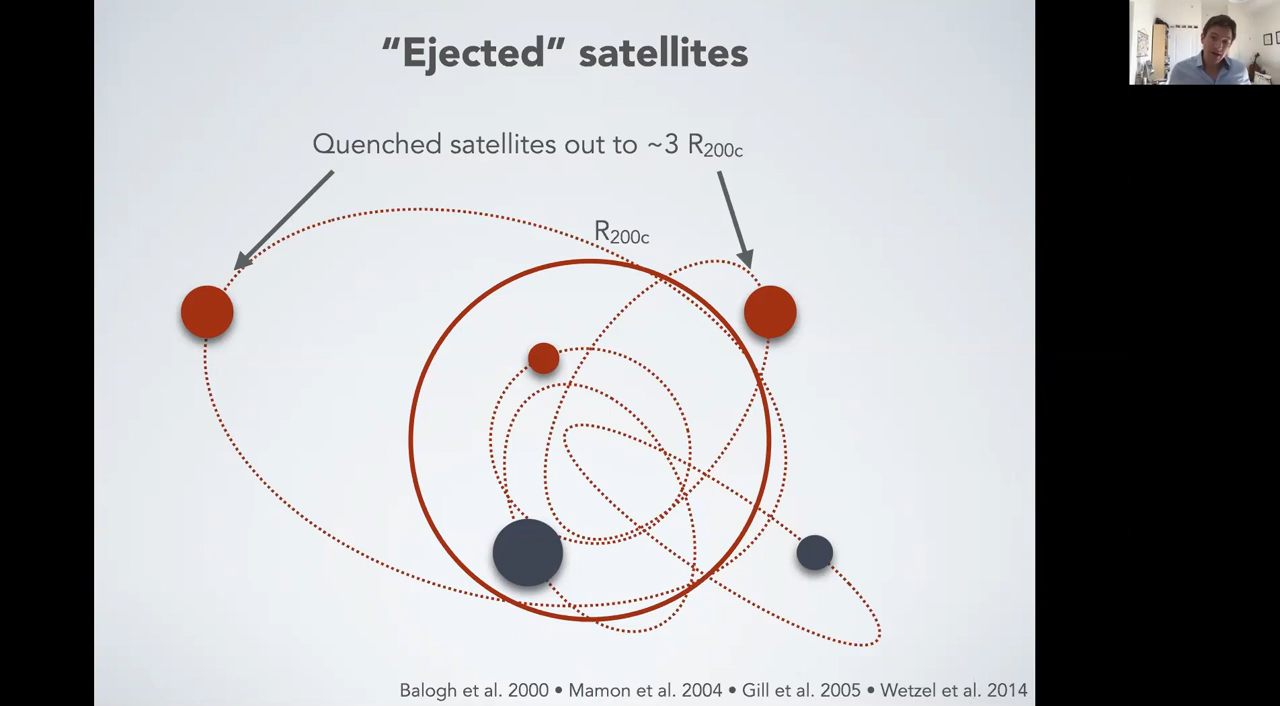 “Ejected” satellites
Quenched satellites out to ~3 R200c
R200c
Balogh et al. 2000 • Mamon et al. 2004 • Gill et al. 2005 • Wetzel et al. 2014